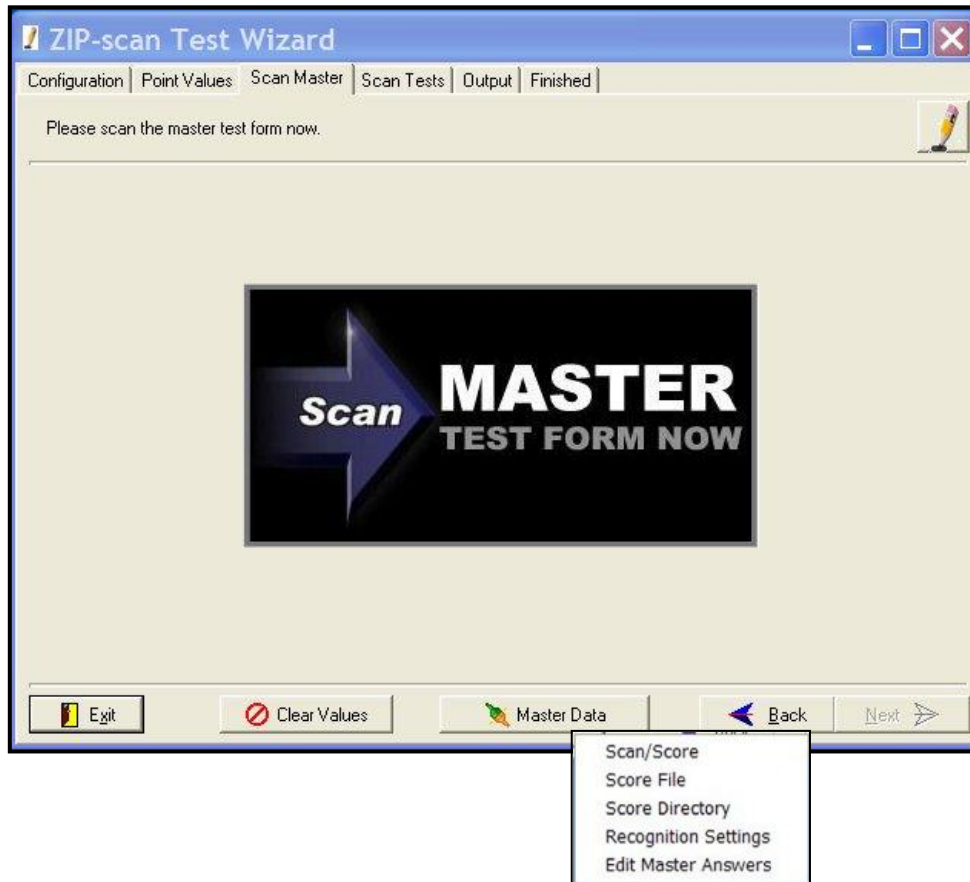 ZIP-scan Test Wizard
Configuration Point Values Scan Master Scan Tests Output Finished
Please scan the master test form now.
Scan MASTER
TEST FORM NOW
Exit Clear Values Master Data Back Next
Scan/Score
Score File
Score Directory
Recognition Settings
Edit Master Answers